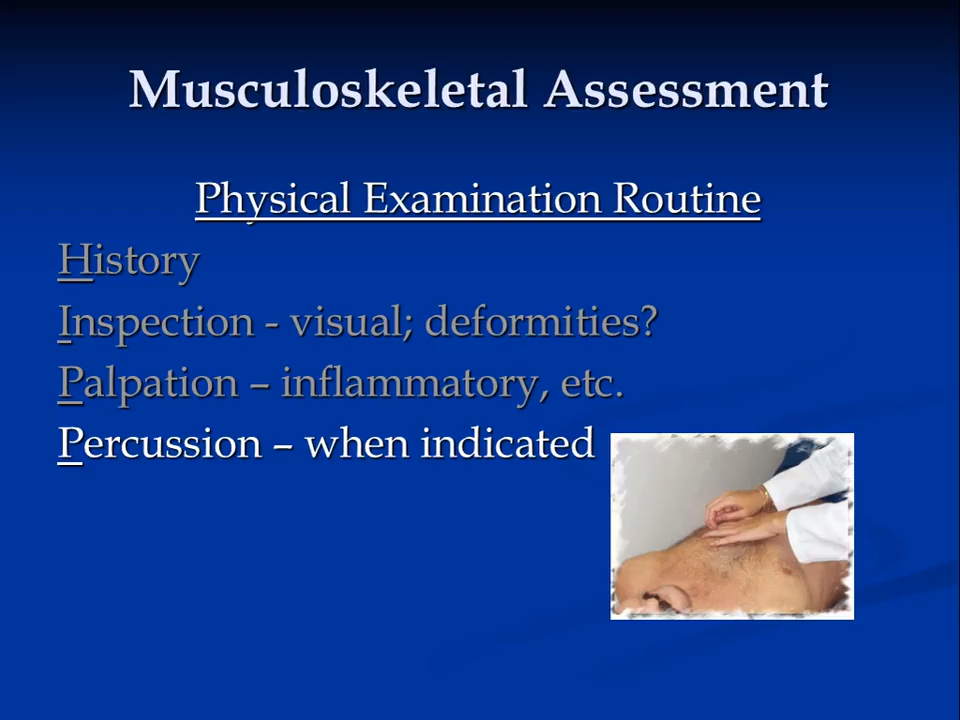 Musculoskeletal Assessment
Physical Examination Routine
History
Inspection - visual; deformities?
Palpation – inflammatory, etc.
Percussion – when indicated